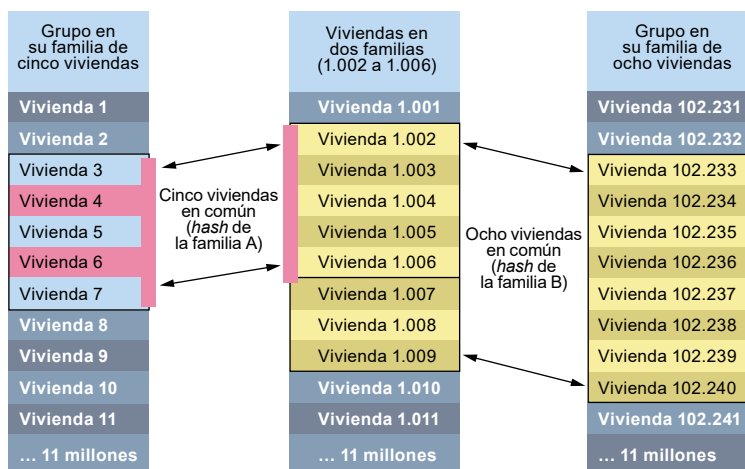 Grupo en
su familia de
cinco viviendas
Vivienda 1
Vivienda 2
Vivienda 3
Vivienda 4
Vivienda 5
Vivienda 6
Vivienda 7
Vivienda 8
Vivienda 9
Vivienda 10
Vivienda 11
... 11 millones
Cinco viviendas
en común
(hash de
la familia A)
Viviendas en
dos familias
(1.002 a 1.006)
Vivienda 1.001
Vivienda 1.002
Vivienda 1.003
Vivienda 1.004
Vivienda 1.005
Vivienda 1.006
Vivienda 1.007
Vivienda 1.008
Vivienda 1.009
Vivienda 1.010
Vivienda 1.011
... 11 millones
Ocho viviendas
en común
(hash de
la familia B)
Grupo en
su familia de
ocho viviendas
Vivienda 102.231
Vivienda 102.232
Vivienda 102.233
Vivienda 102.234
Vivienda 102.235
Vivienda 102.236
Vivienda 102.237
Vivienda 102.238
Vivienda 102.239
Vivienda 102.240
Vivienda 102.241
... 11 millones